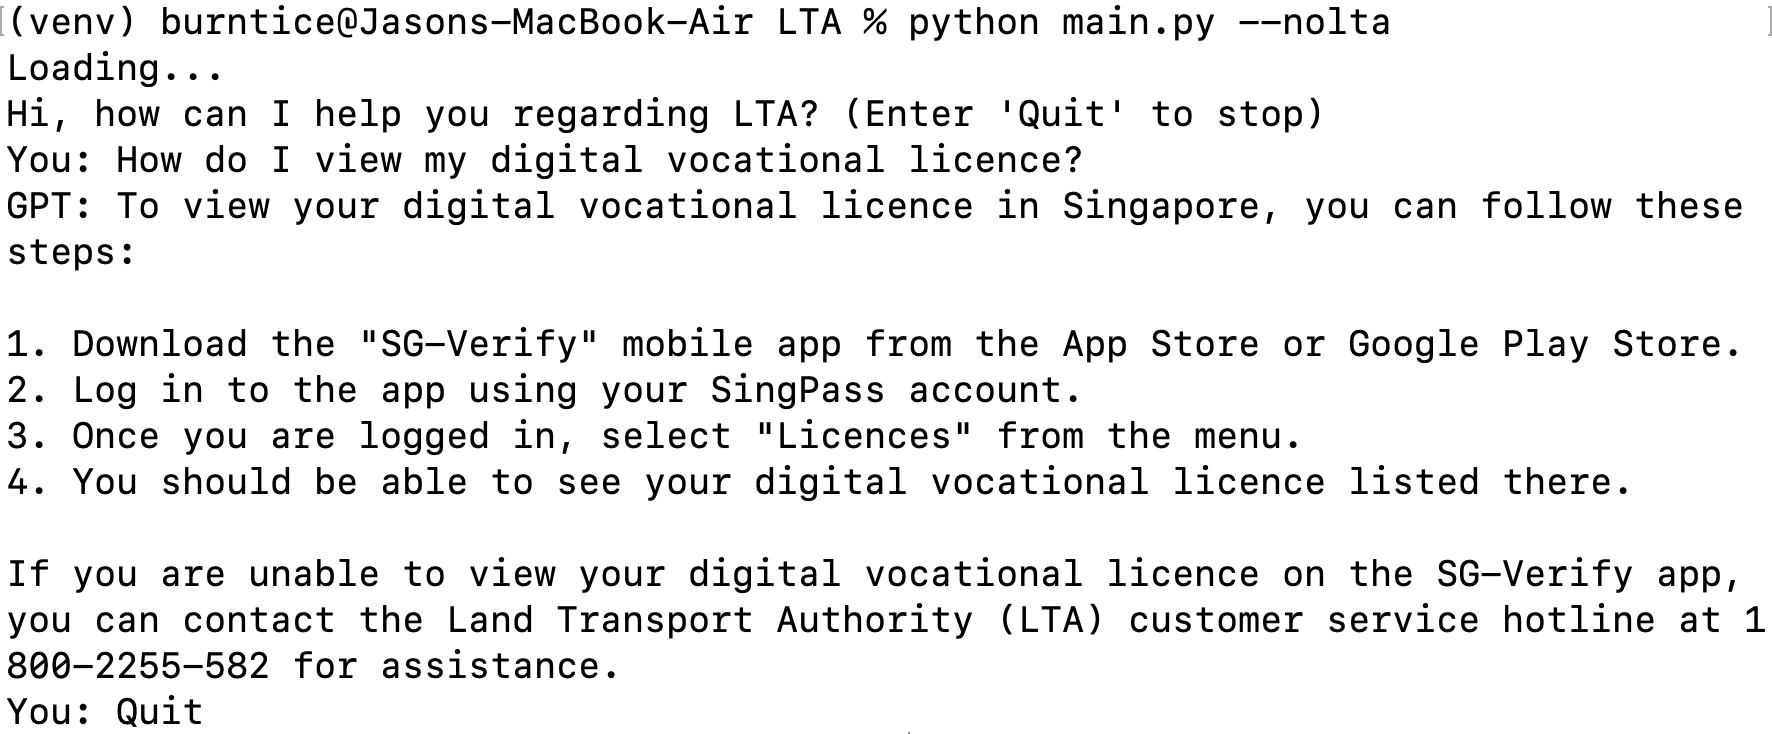 [(venv) burntice@Jasons-MacBook-Air LTA % python main.py --nolta ]
Loading...
Hi, how can I help you regarding LTA? (Enter 'Quit' to stop)
You: How do I view my digital vocational licence?
GPT: To view your digital vocational licence in Singapore, you can follow these
steps:
1. Download the "SG-Verify" mobile app from the App Store or Google Play Store.
2. Log in to the app using your SingPass account.
3. Once you are logged in, select "Licences" from the menu.
4. You should be able to see your digital vocational licence listed there.
If you are unable to view your digital vocational licence on the SG-Verify app,
you can contact the Land Transport Authority (LTA) customer service hotline at 1
800-2255-582 for assistance.
You: Quit